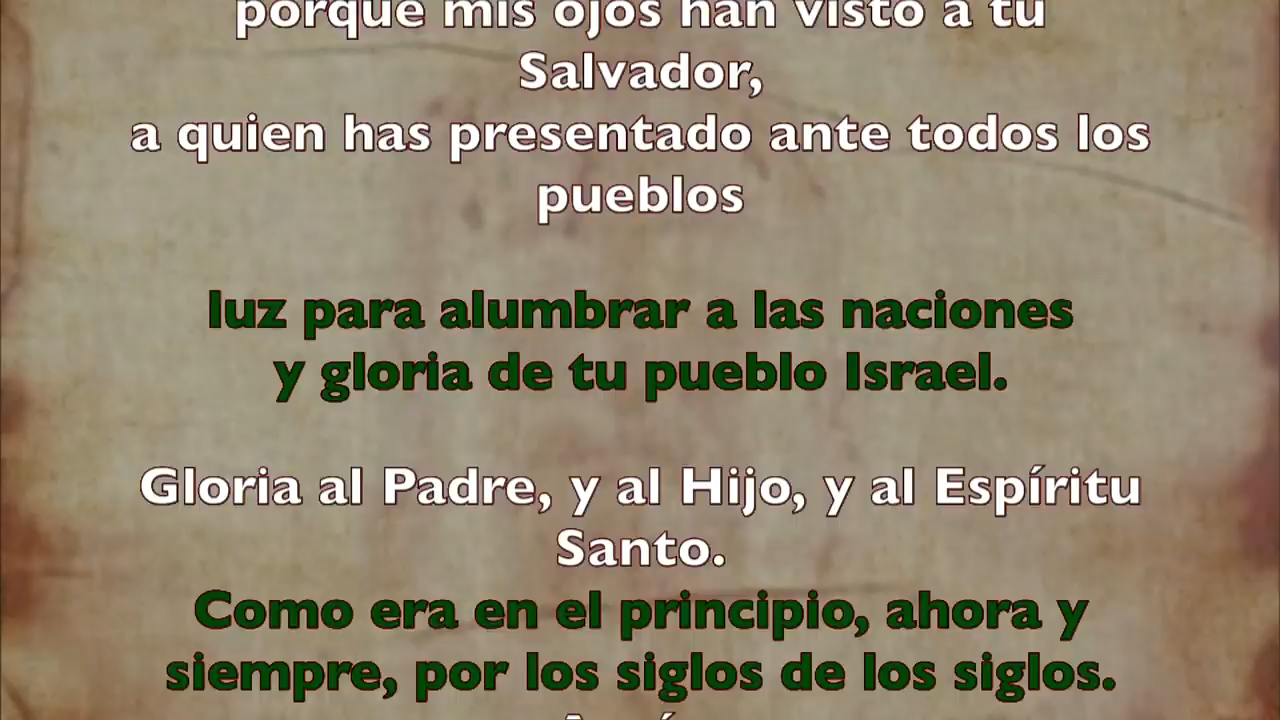 porque mis ojos han visto a tu
Salvador,
a quien has presentado ante todos los
pueblos
luz para alumbrar a las naciones
y gloria de tu pueblo Israel.
Gloria al Padre, y al Hijo, y al Espíritu
Santo.
Como era en el principio, ahora y
siempre, por los siglos de los siglos.